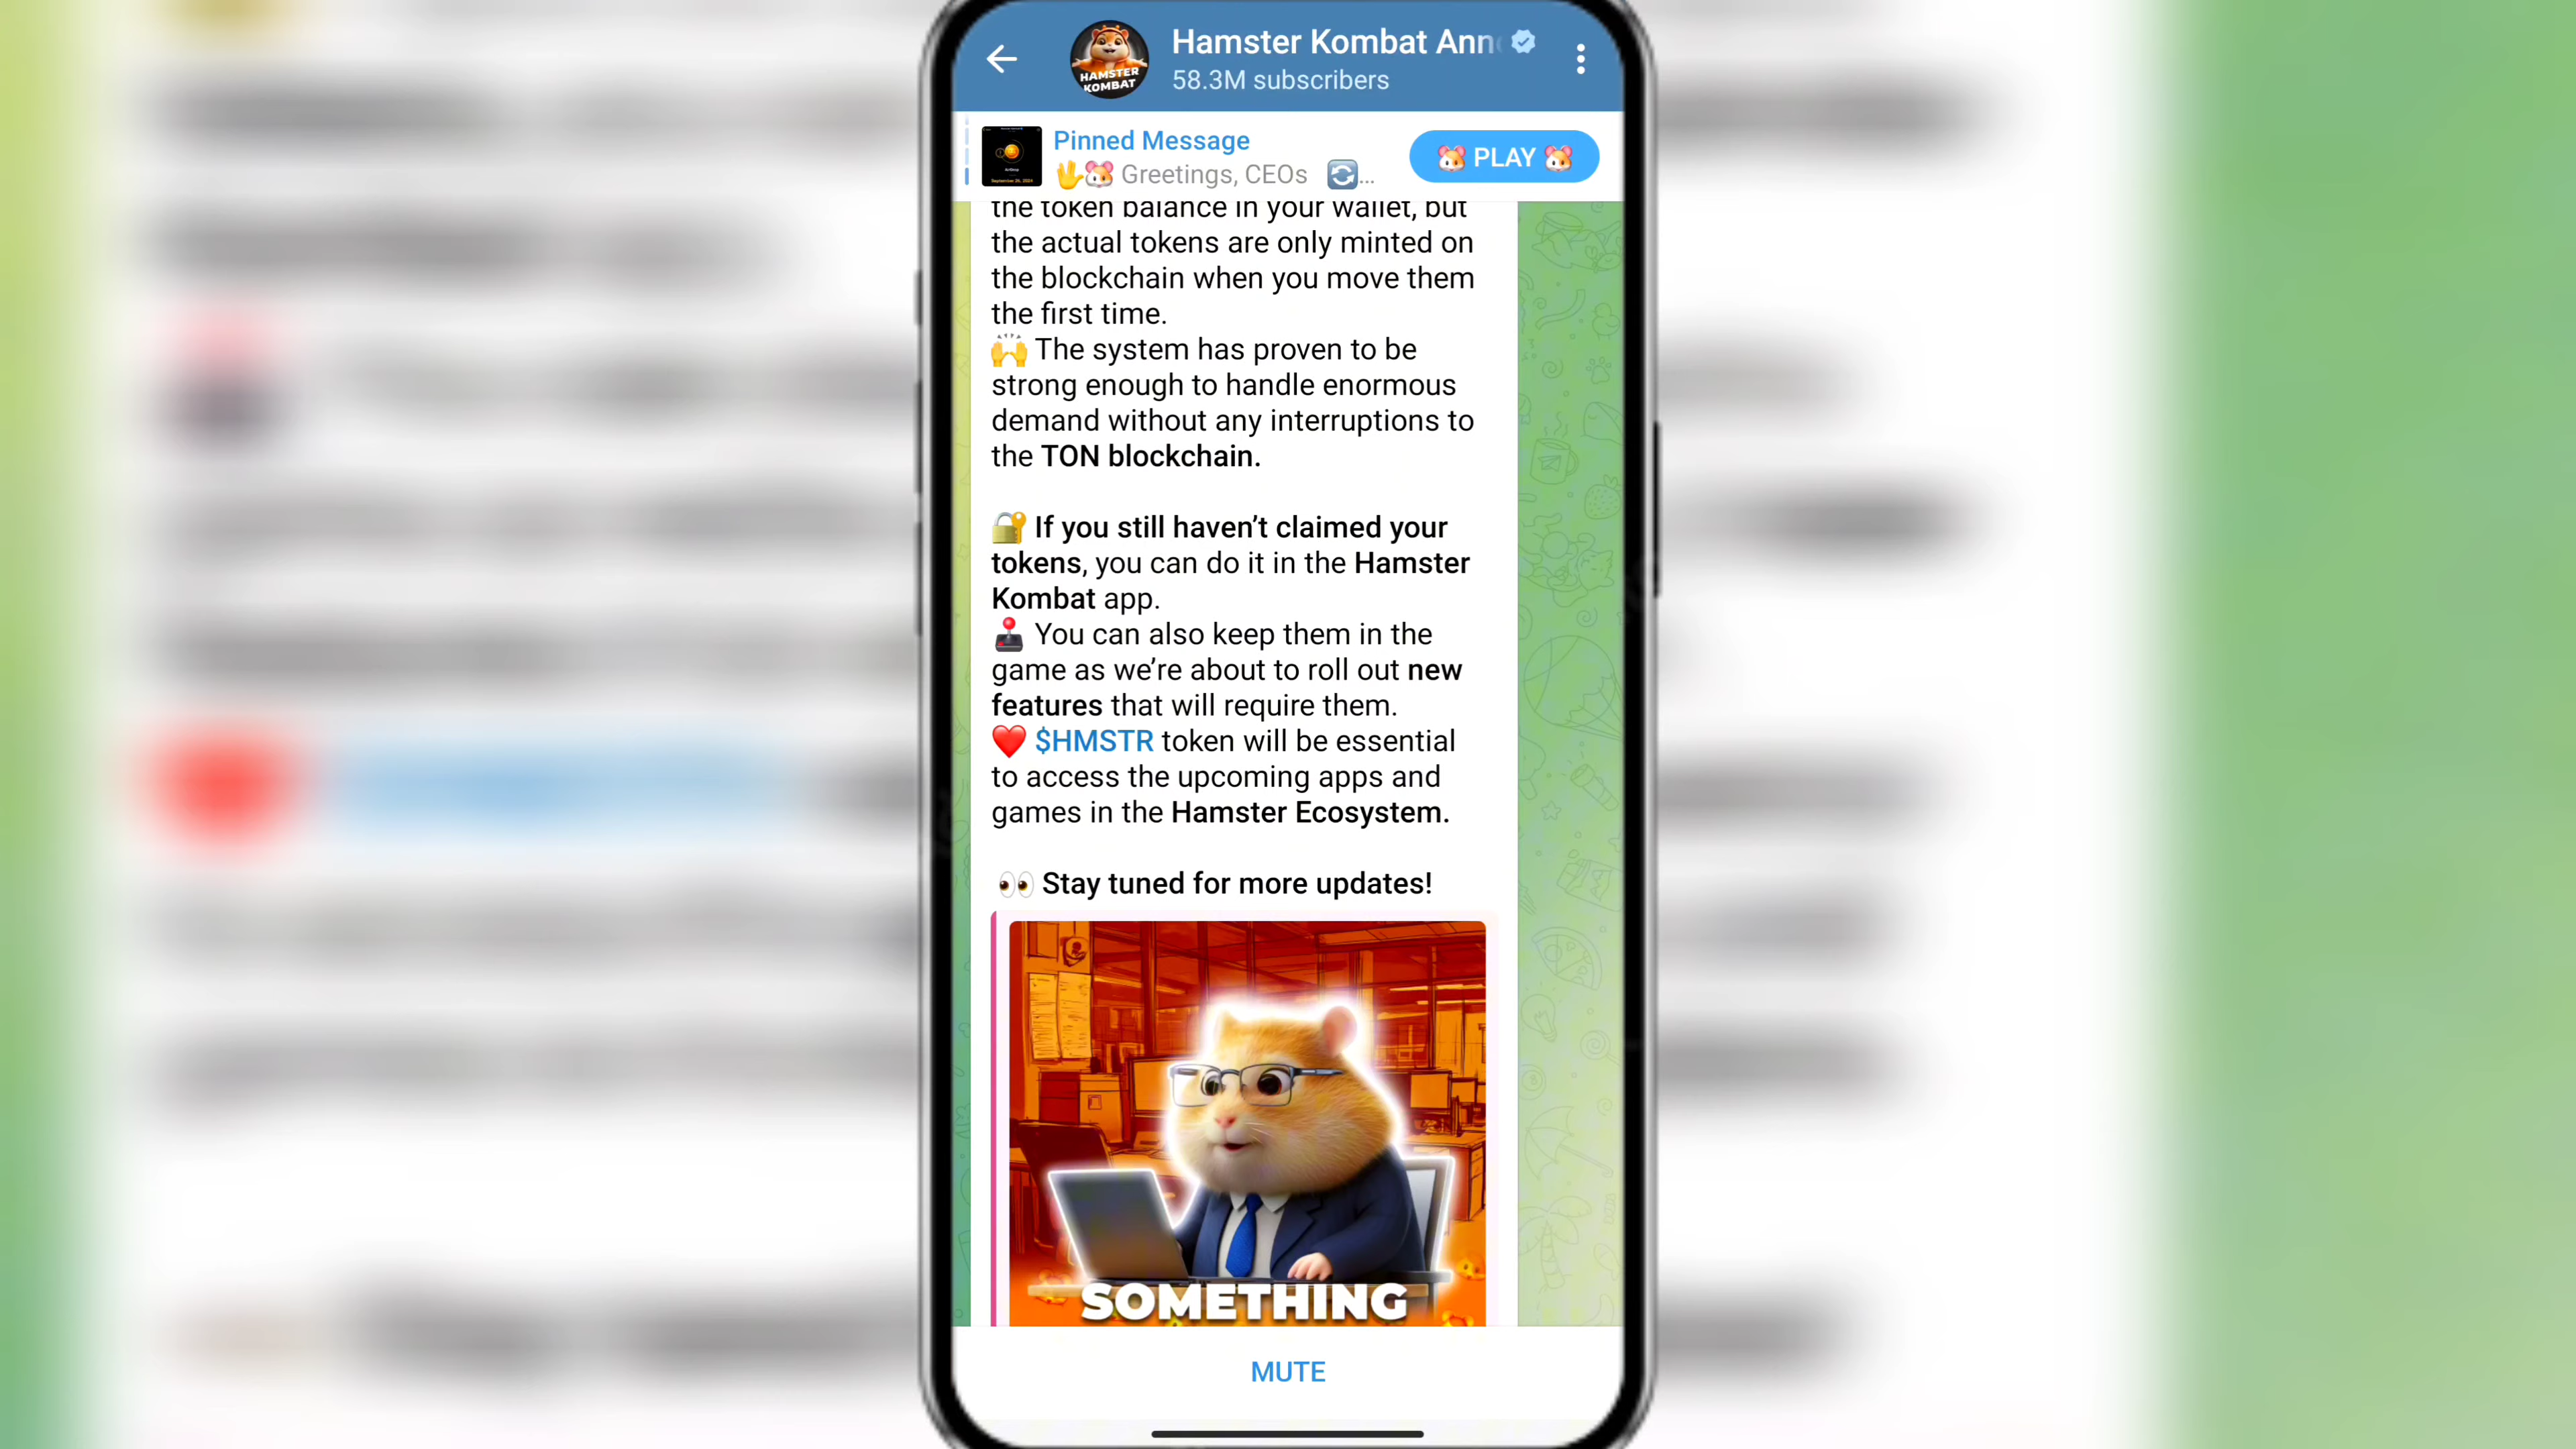 Hamster Kombat Ann
58.3M subscribers
HAMSTER
KOMBAT
Pinned Message
🖖🐹 Greetings, CEOs 🔄...
🐹 PLAY 🐹
September 26, 2024
the token balance in your wallet, but
the actual tokens are only minted on
the blockchain when you move them
the first time.
🙌 The system has proven to be
strong enough to handle enormous
demand without any interruptions to
the TON blockchain.
🔐 If you still haven’t claimed your
tokens, you can do it in the Hamster
Kombat app.
🕹 You can also keep them in the
game as we’re about to roll out new
features that will require them.
❤️ $HMSTR token will be essential
to access the upcoming apps and
games in the Hamster Ecosystem.
👀 Stay tuned for more updates!
SOMETHING
MUTE